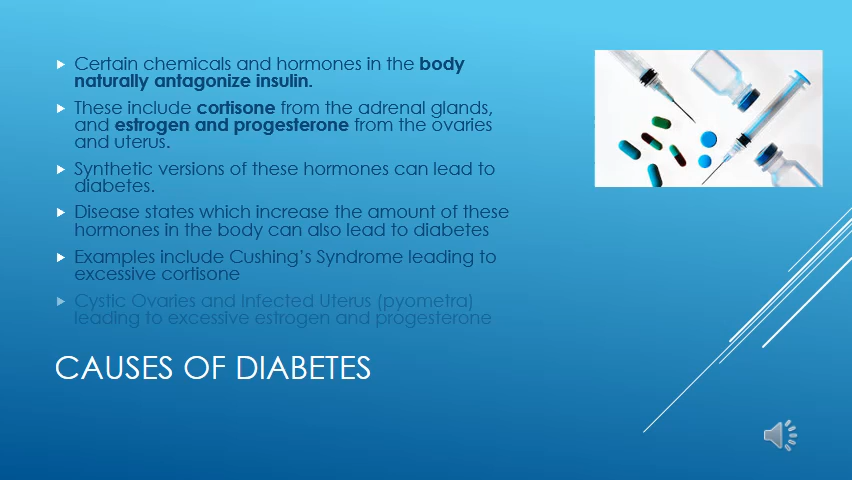 Certain chemicals and hormones in the body
naturally antagonize insulin.
These include cortisone from the adrenal glands,
and estrogen and progesterone from the ovaries
and uterus.
Synthetic versions of these hormones can lead to
diabetes.
Disease states which increase the amount of these
hormones in the body can also lead to diabetes
Examples include Cushing's Syndrome leading to
excessive cortisone
Cystic Ovaries and Infected Uterus (pyometra)
leading to excessive estrogen and progesterone
CAUSES OF DIABETES